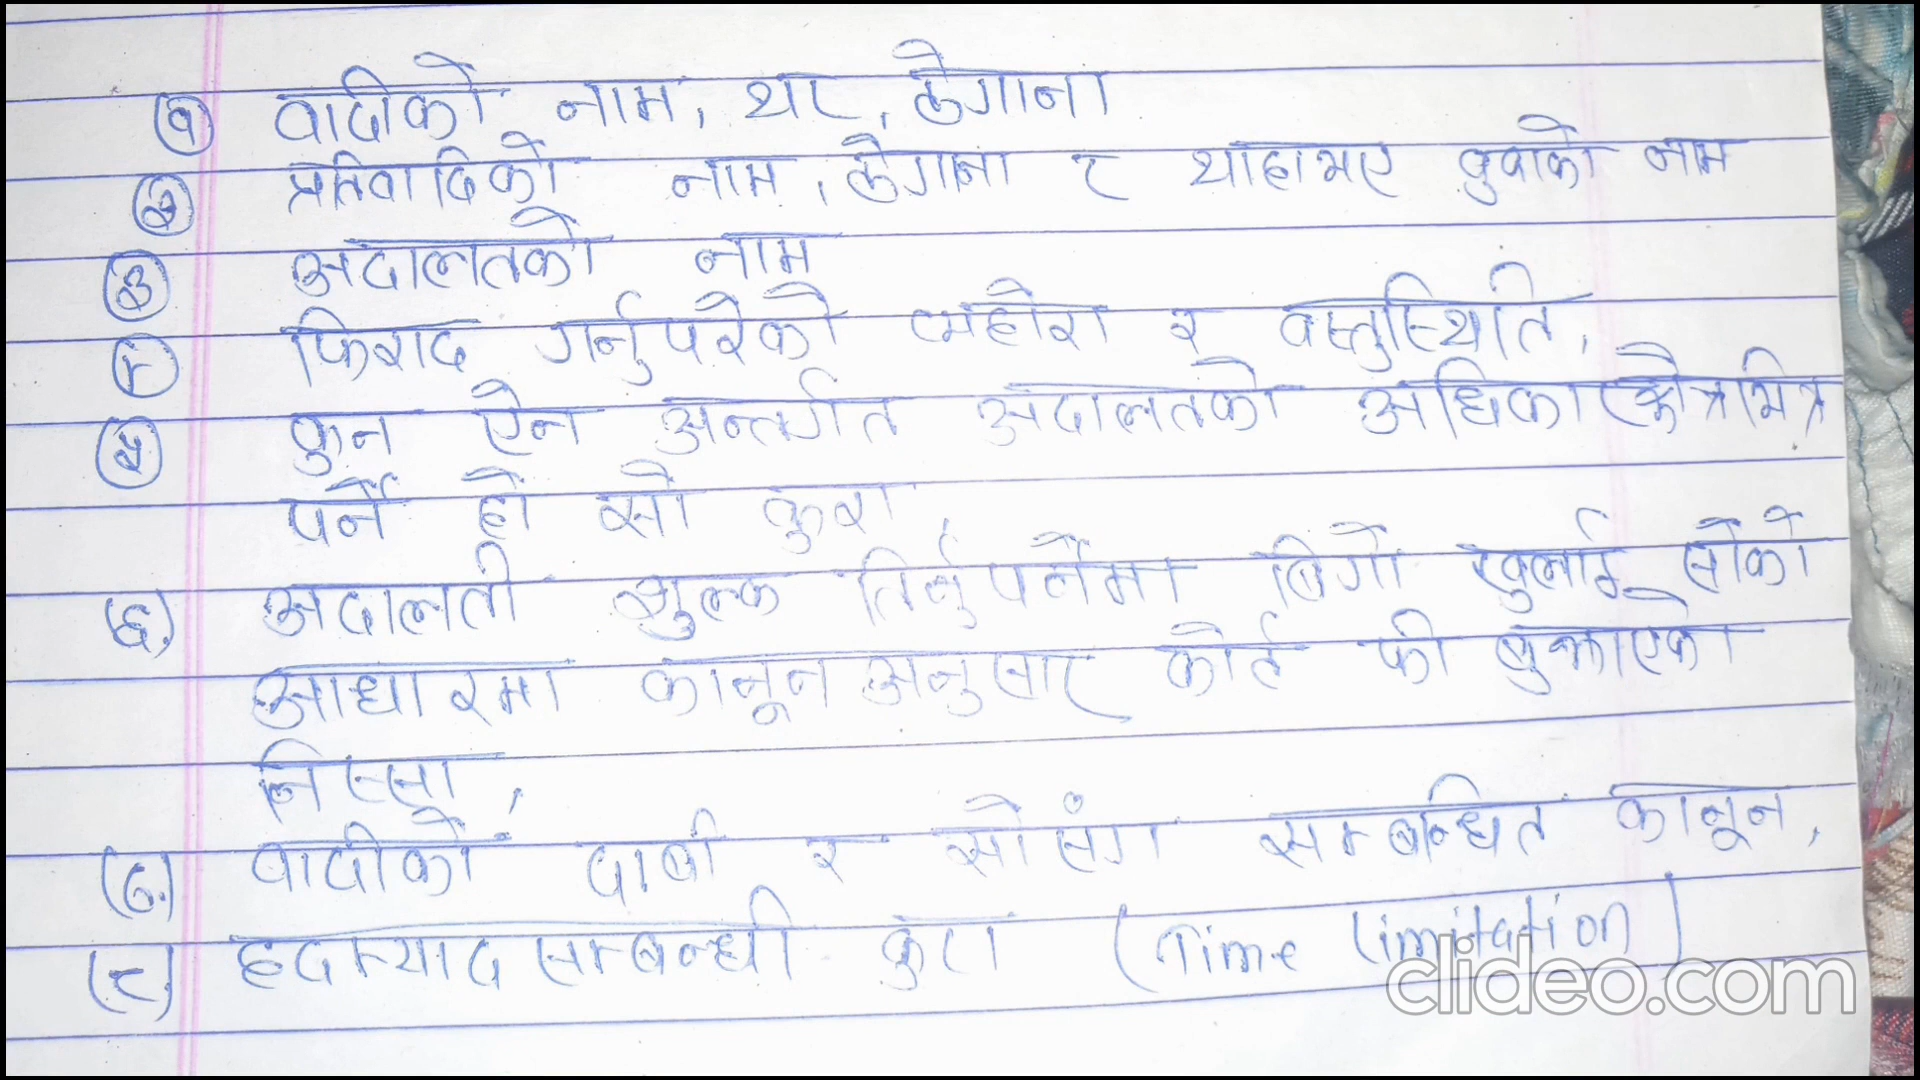 (१) वादीको नाम, थर, ठेगाना
(२) प्रतिवादिको नाम, ठेगाना र थाहाभए बुवाको नाम
(३) अदालतको नाम
(४) फिराद गर्नुपरेको व्यहोरा र वस्तुस्थिति,
(५) कुन ऐन अन्तर्गत अदालतको अधिकारक्षेत्रभित्र
पर्ने हो सो कुरा,
(६.) अदालती शुल्क तिर्नुपर्नेमा बिगो खुलाई सोको
आधारमा कानूनअनुसार कोर्ट फी बुझाएको
निस्सा,
(७.) वादीको दाबी र सोसंग सम्बन्धित कानून,
(८) हदम्यादसम्बन्धी कुरा (Time limitation)
clideo.com